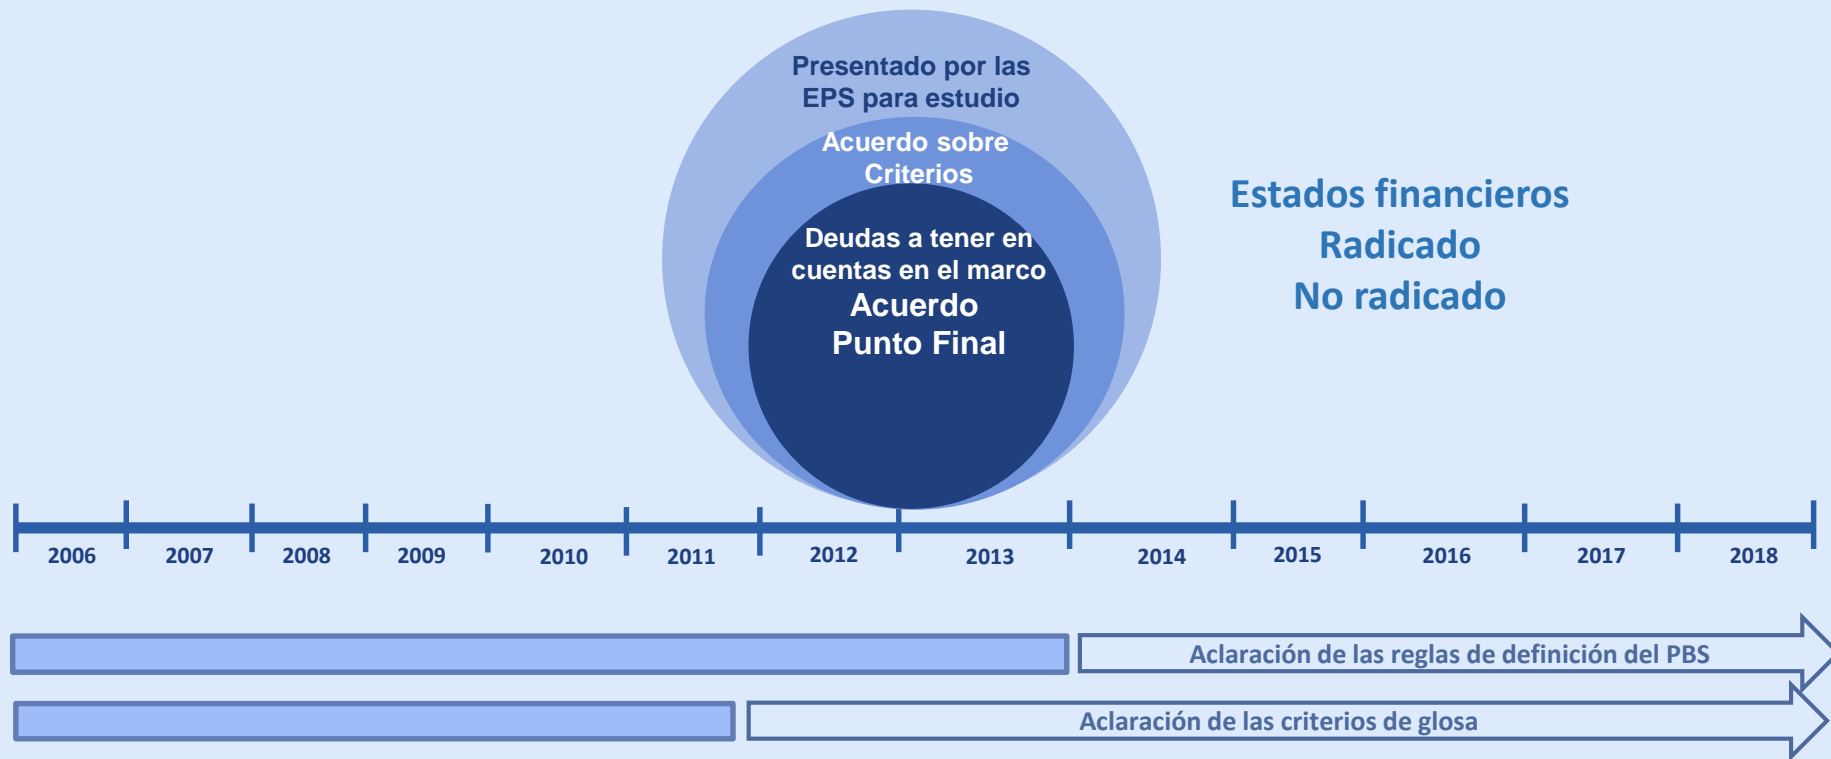 Presentado por las
EPS para estudio
Acuerdo sobre
Criterios
Deudas a tener en
cuentas en el marco
Acuerdo
Punto Final
Estados financieros
Radicado
No radicado
2006 2007 2008 2009 2010 2011 2012 2013 2014 2015 2016 2017 2018
Aclaración de las reglas de definición del PBS
Aclaración de las criterios de glosa